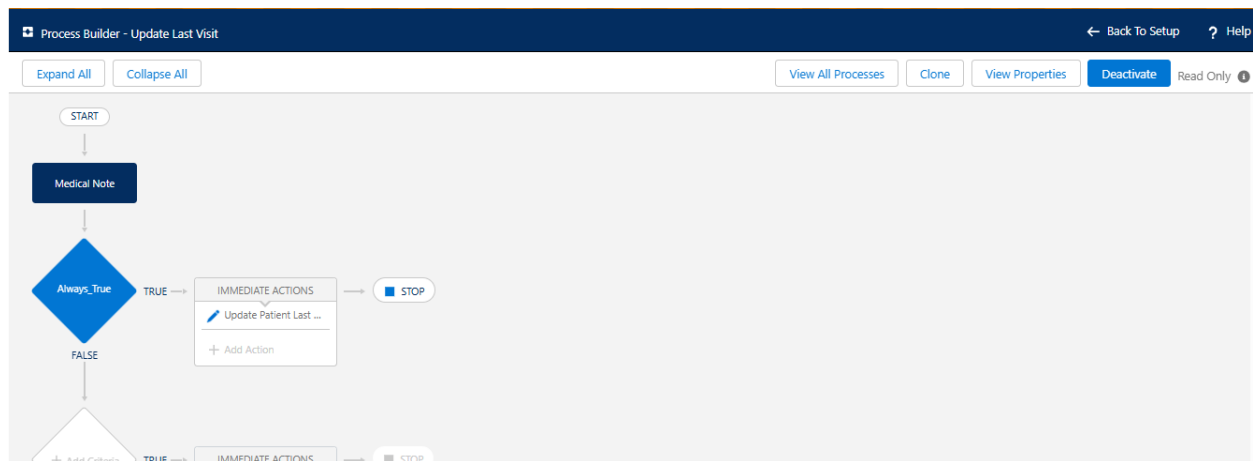 Process Builder - Update Last Visit
← Back To Setup
? Help
Expand All
Collapse All
View All Processes
Clone
View Properties
Deactivate
Read Only
START
Medical Note
Always_True
TRUE
IMMEDIATE ACTIONS
STOP
Update Patient Last ...
+ Add Action
FALSE
+ Add Criteria
TRUE
IMMEDIATE ACTIONS
STOP